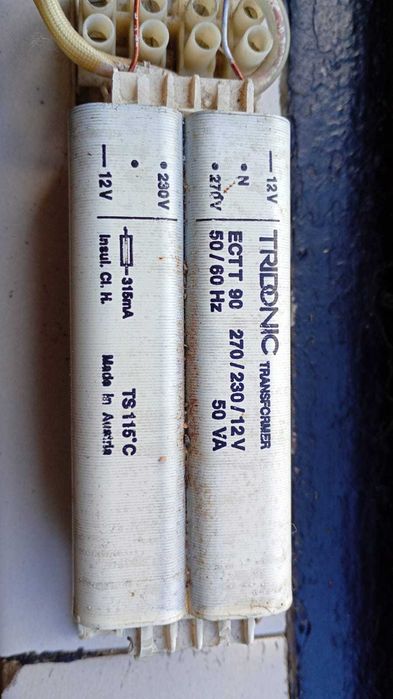 TRIDONIC TRANSFORMER
ECTT 90 270/230/12V
50/60 Hz 50 VA
— 12V
• N
• 270V
• 230V
•
— 12V
315mA TS 115°C
Insul. Cl. H. Made in Austria